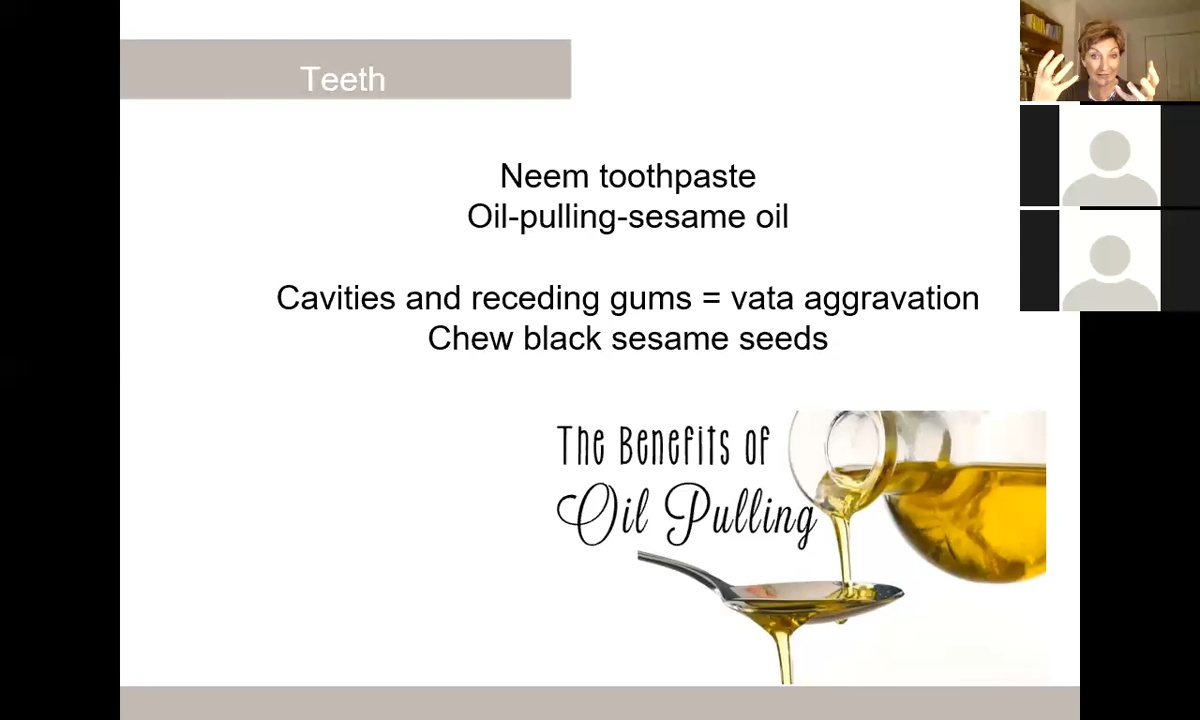 Teeth
Neem toothpaste
Oil-pulling-sesame oil
Cavities and receding gums = vata aggravation
Chew black sesame seeds
The Benefits of
Oil Pulling